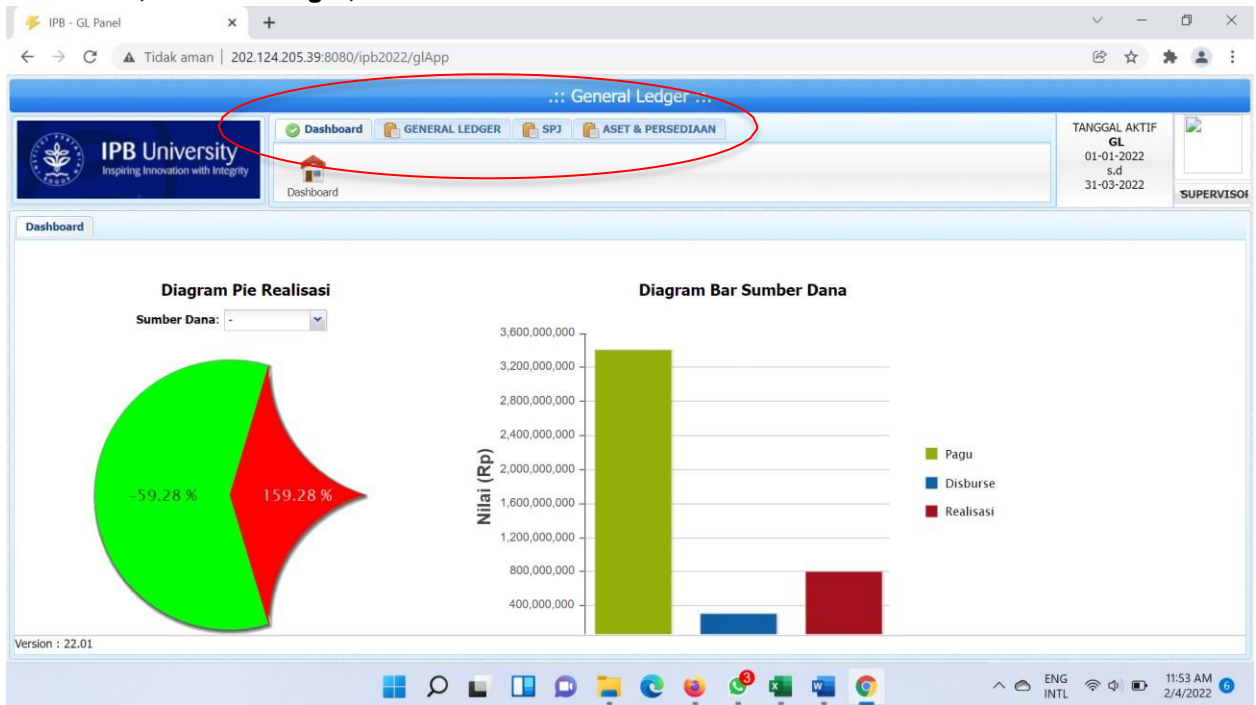 IPB - GL Panel
Tidak aman | 202.124.205.39:8080/ipb2022/glApp
.:: General Ledger ::.
IPB University
Inspiring Innovation with Integrity
Dashboard GENERAL LEDGER SPJ ASET & PERSEDIAAN
Dashboard
TANGGAL AKTIF
GL
01-01-2022
s.d
31-03-2022
SUPERVISOR
Dashboard
Diagram Pie Realisasi
Sumber Dana: -
-59.28 % 159.28 %
Diagram Bar Sumber Dana
Nilai (Rp)
3,600,000,000
3,200,000,000
2,800,000,000
2,400,000,000
2,000,000,000
1,600,000,000
1,200,000,000
800,000,000
400,000,000
Pagu
Disburse
Realisasi
Version : 22.01
3
ENG
INTL
11:53 AM
2/4/2022
6